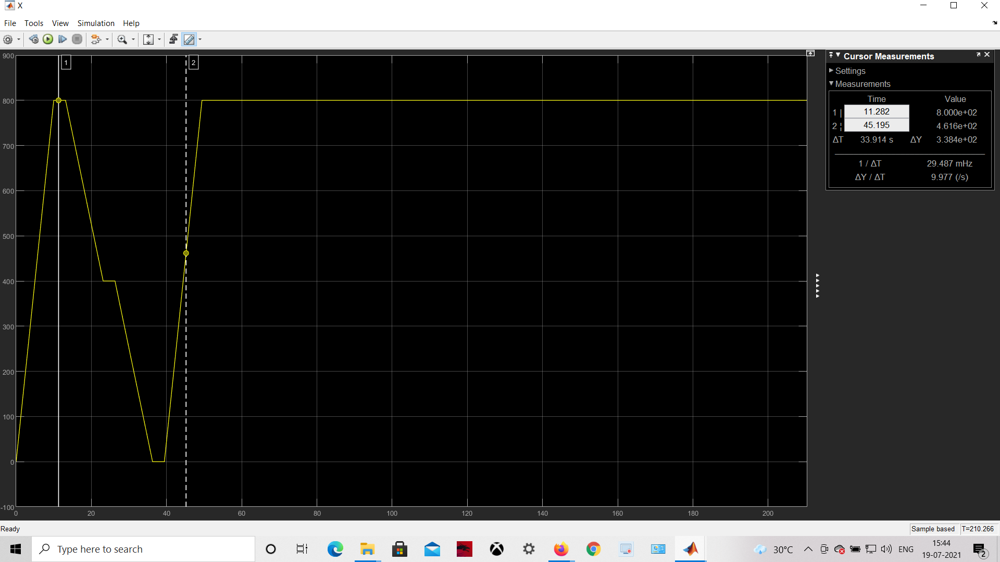 X
File Tools View Simulation Help
900
800
700
600
500
400
300
200
100
0
-100
1
2
0 20 40 60 80 100 120 140 160 180 200
Cursor Measurements
Settings
Measurements
Time Value
1 | 11.282 8.000e+02
2 ¦ 45.195 4.616e+02
ΔT 33.914 s ΔY 3.384e+02
1 / ΔT 29.487 mHz
ΔY / ΔT 9.977 (/s)
Ready
Sample based T=210.266
Type here to search
30°C
ENG
15:44
19-07-2021
2